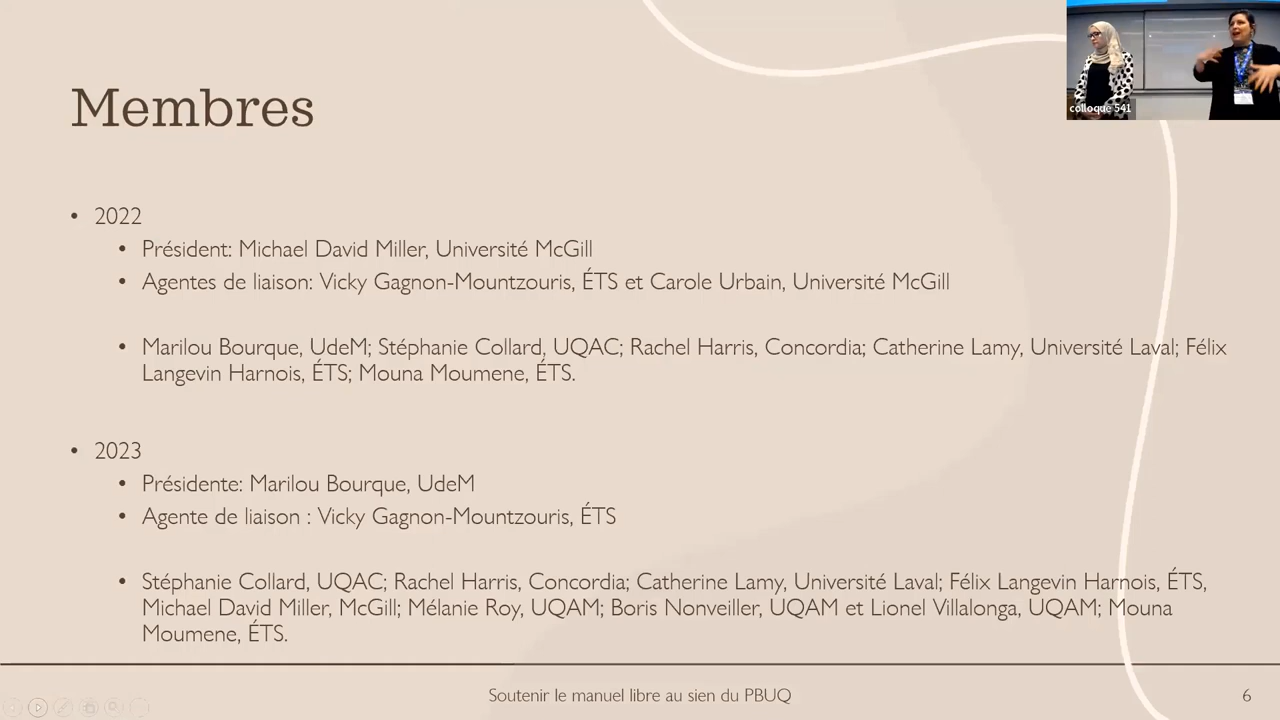 Membres
colloque 541
• 2022
• Président: Michael David Miller, Université McGill
• Agentes de liaison: Vicky Gagnon-Mountzouris, ÉTS et Carole Urbain, Université McGill
• Marilou Bourque, UdeM; Stéphanie Collard, UQAC; Rachel Harris, Concordia; Catherine Lamy, Université Laval; Félix
Langevin Harnois, ÉTS; Mouna Moumene, ÉTS.
• 2023
• Présidente: Marilou Bourque, UdeM
• Agente de liaison : Vicky Gagnon-Mountzouris, ÉTS
• Stéphanie Collard, UQAC; Rachel Harris, Concordia; Catherine Lamy, Université Laval; Félix Langevin Harnois, ÉTS,
Michael David Miller, McGill; Mélanie Roy, UQAM; Boris Nonveiller, UQAM et Lionel Villalonga, UQAM; Mouna
Moumene, ÉTS.
Soutenir le manuel libre au sien du PBUQ
6